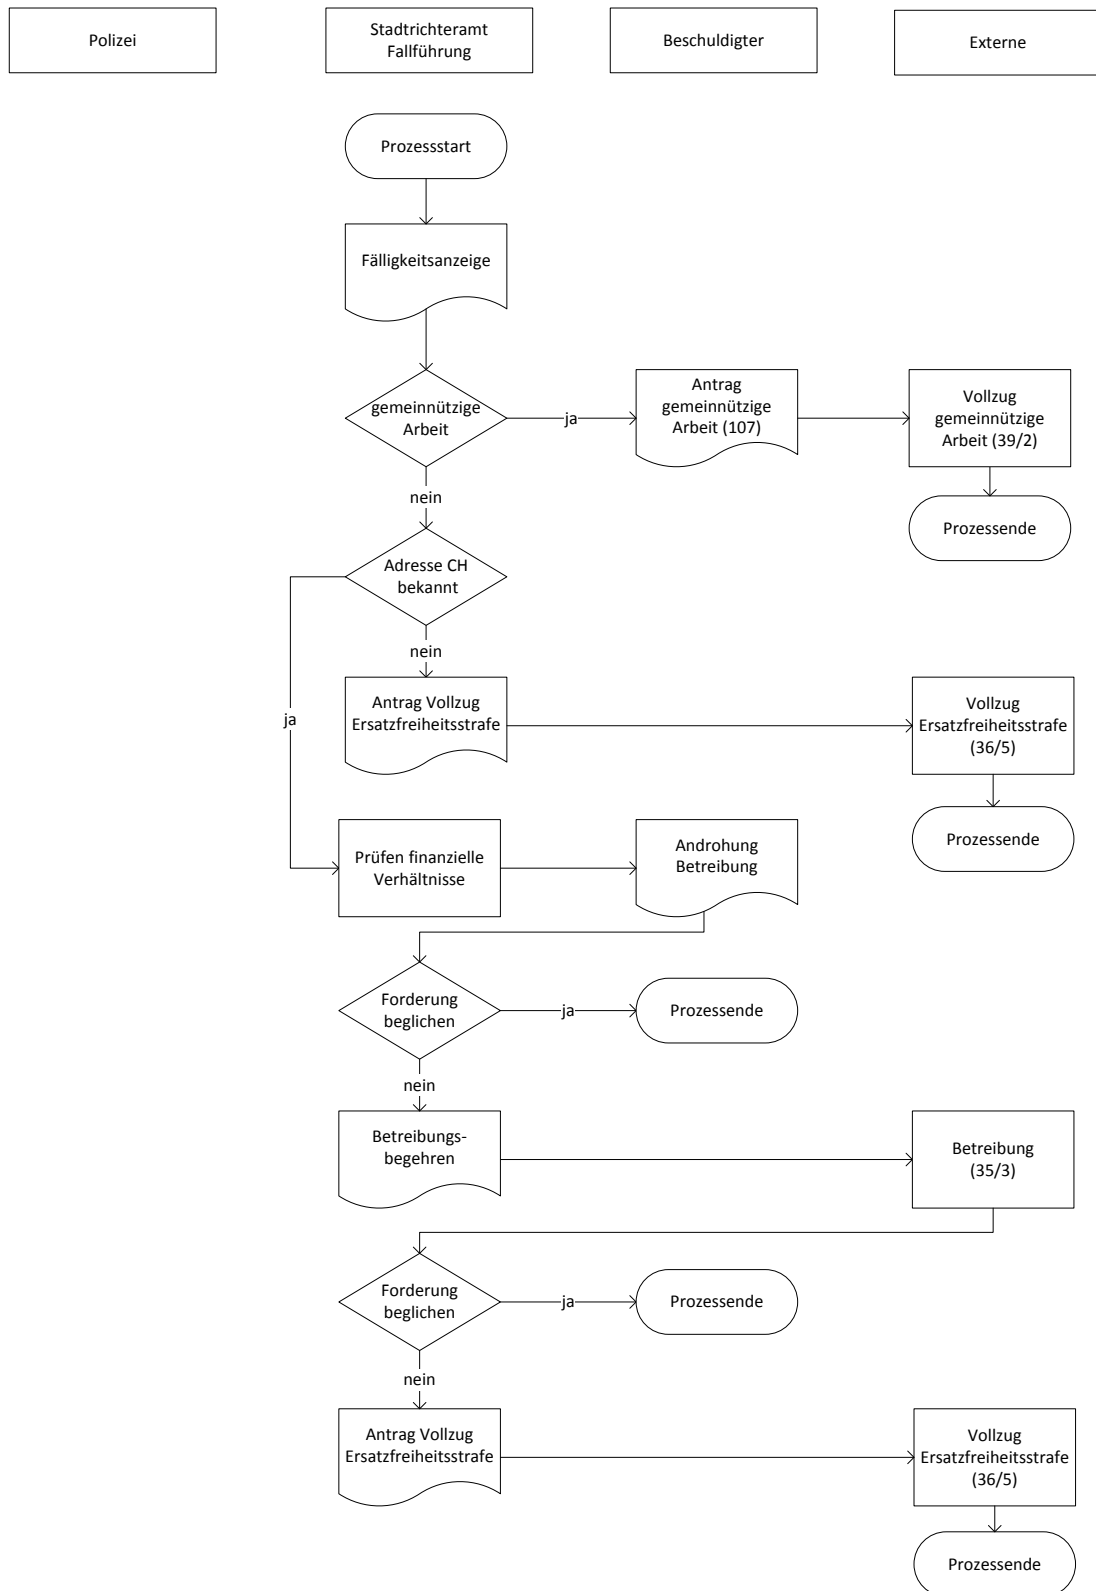 Polizei
Stadtrichteramt
Fallführung
Beschuldigter
Externe
Prozessstart
Fälligkeitsanzeige
gemeinnützige
Arbeit
ja
Antrag
gemeinnützige
Arbeit (107)
Vollzug
gemeinnützige
Arbeit (39/2)
nein
Prozessende
Adresse CH
bekannt
nein
ja
Antrag Vollzug
Ersatzfreiheitsstrafe
Vollzug
Ersatzfreiheitsstrafe
(36/5)
Prozessende
Prüfen finanzielle
Verhältnisse
Androhung
Betreibung
Forderung
beglichen
ja
Prozessende
nein
Betreibungs-
begehren
Betreibung
(35/3)
Forderung
beglichen
ja
Prozessende
nein
Antrag Vollzug
Ersatzfreiheitsstrafe
Vollzug
Ersatzfreiheitsstrafe
(36/5)
Prozessende